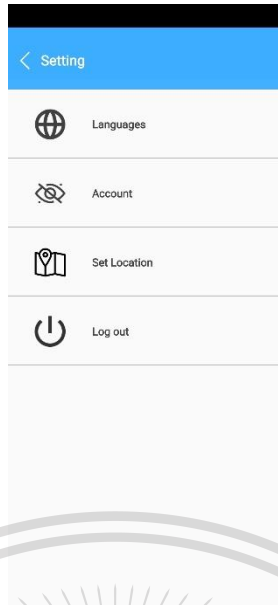 Setting
Languages
Account
Set Location
Log out